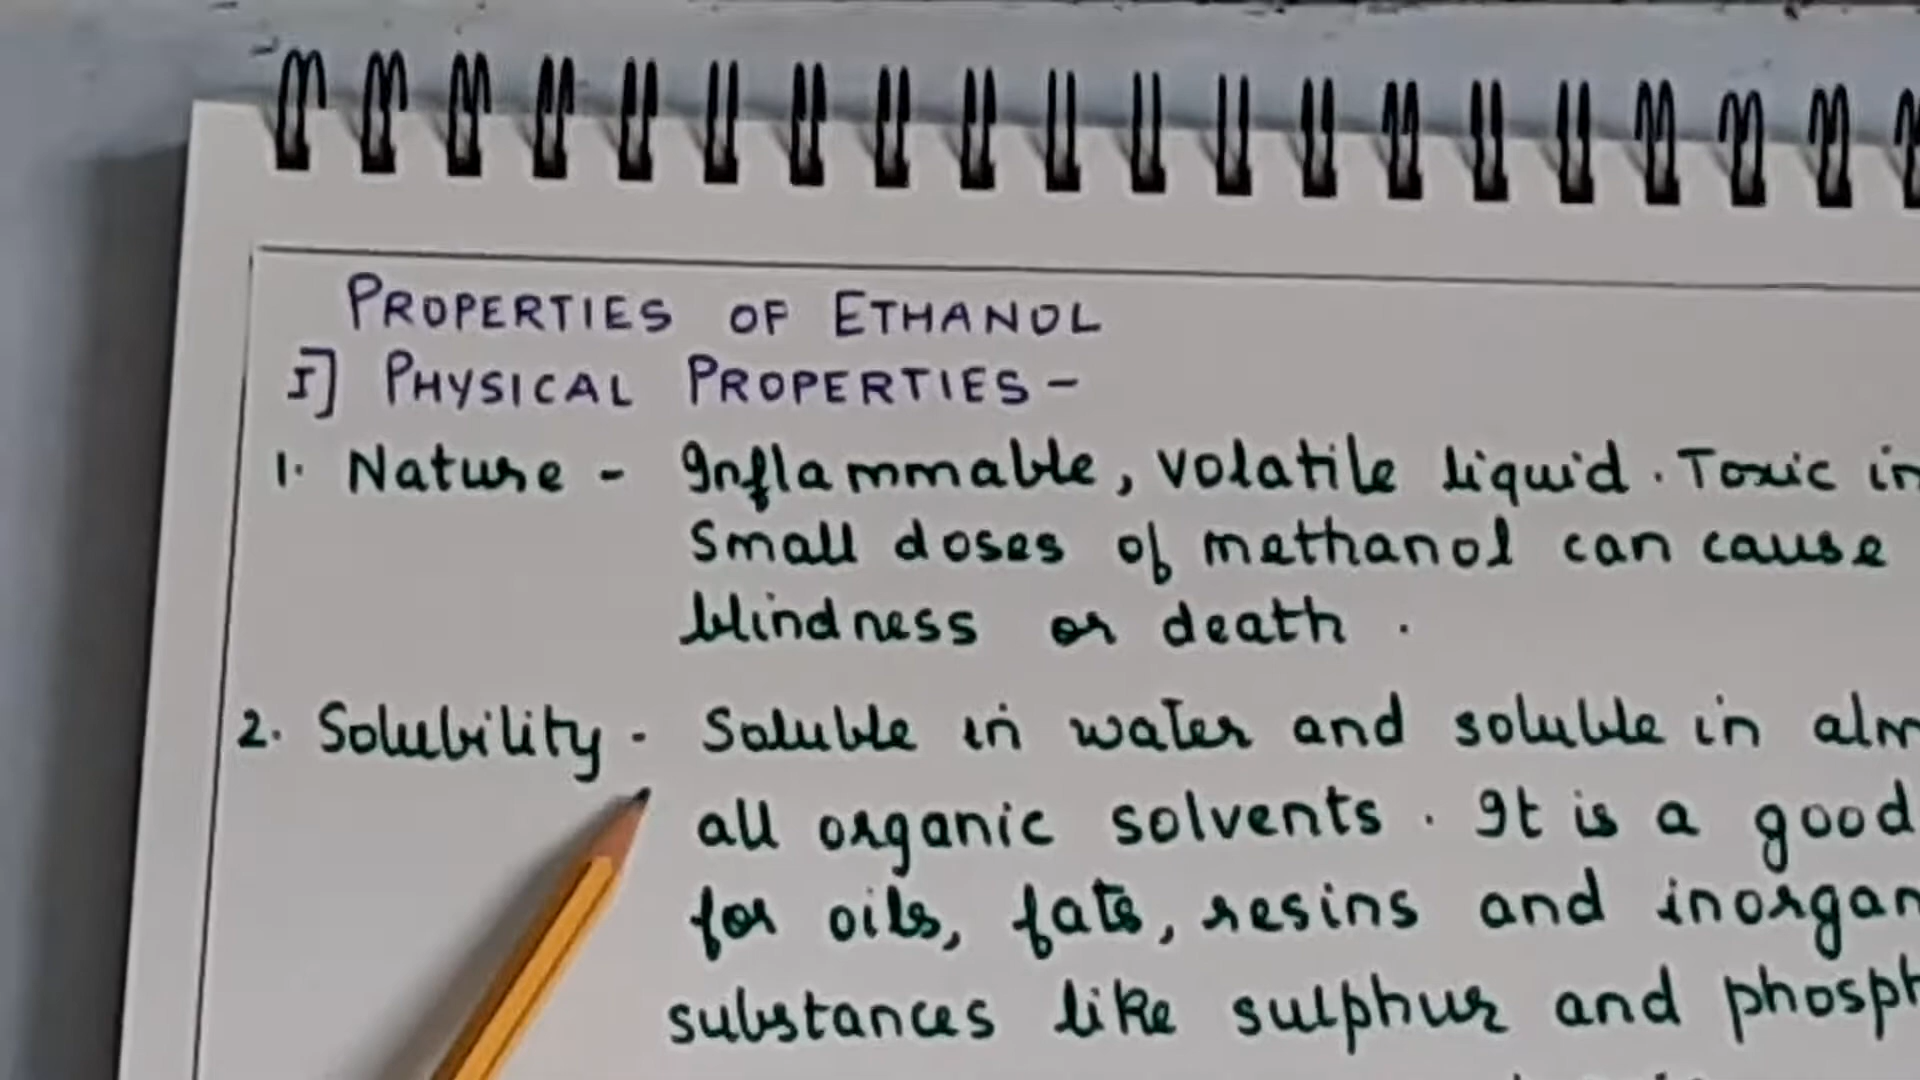 PROPERTIES OF ETHANOL
I] PHYSICAL PROPERTIES-
1. Nature - Inflammable, volatile liquid. Toxic in
Small doses of methanol can cause
blindness or death.
2. Solubility - Soluble in water and soluble in
all organic solvents. It is a good
for oils, fats, resins and
substances like sulphur and